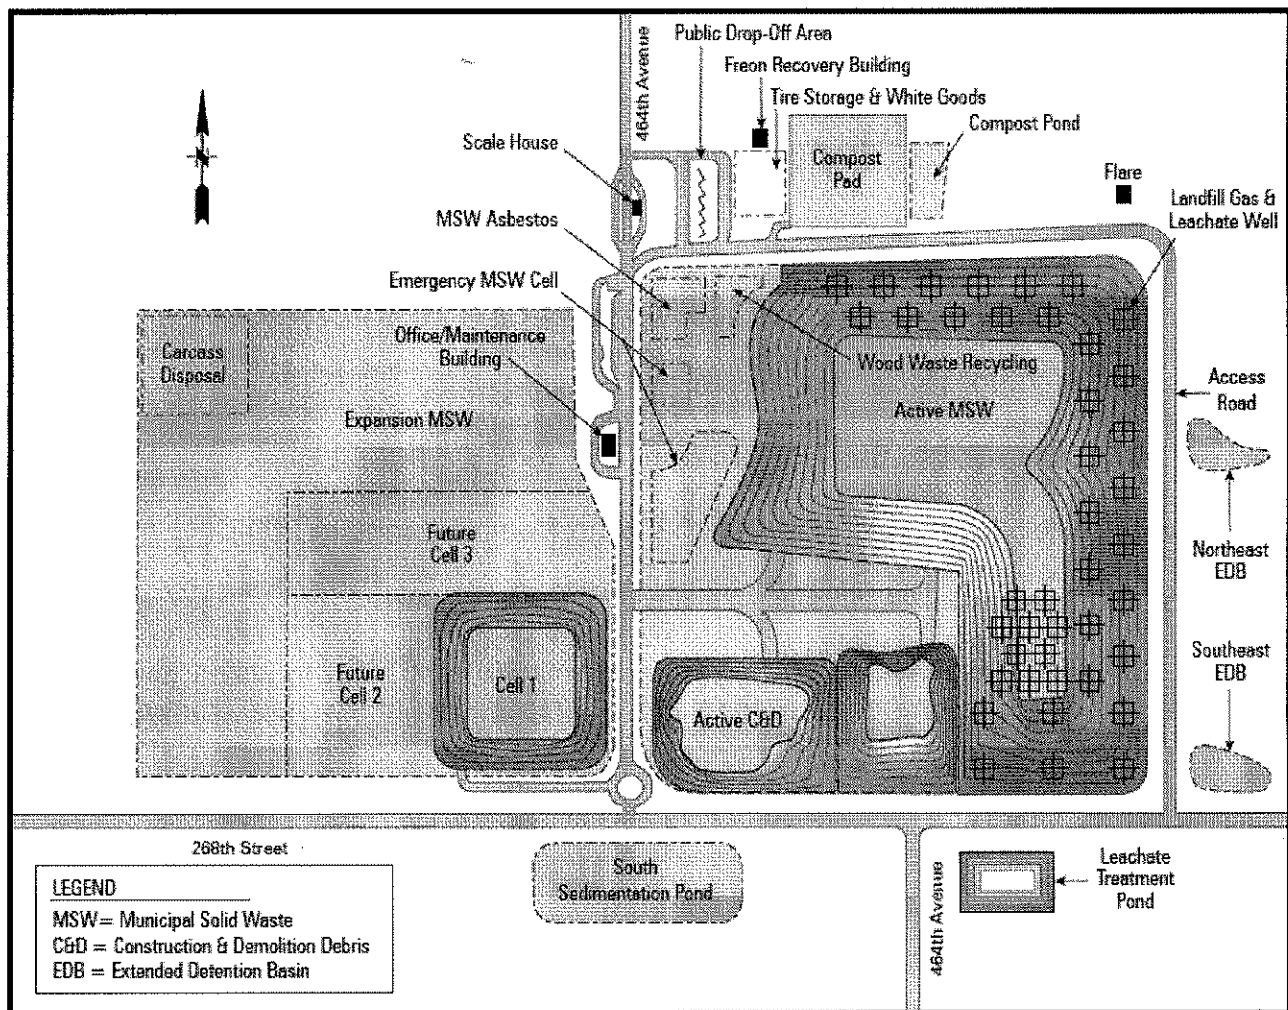 464th Avenue
Public Drop-Off Area
Freon Recovery Building
Tire Storage & White Goods
Compost Pond
Scale House
Compost
Pad
Flare
Landfill Gas &
Leachate Well
MSW Asbestos
Emergency MSW Cell
Office/Maintenance
Building
Carcass
Disposal
Wood Waste Recycling
Access
Road
Expansion MSW
Active MSW
Future
Cell 3
Northeast
EDB
Future
Cell 2
Cell 1
Active C&D
Southeast
EDB
268th Street
South
Sedimentation Pond
464th Avenue
Leachate
Treatment
Pond
LEGEND
MSW= Municipal Solid Waste
C&D = Construction & Demolition Debris
EDB = Extended Detention Basin
N